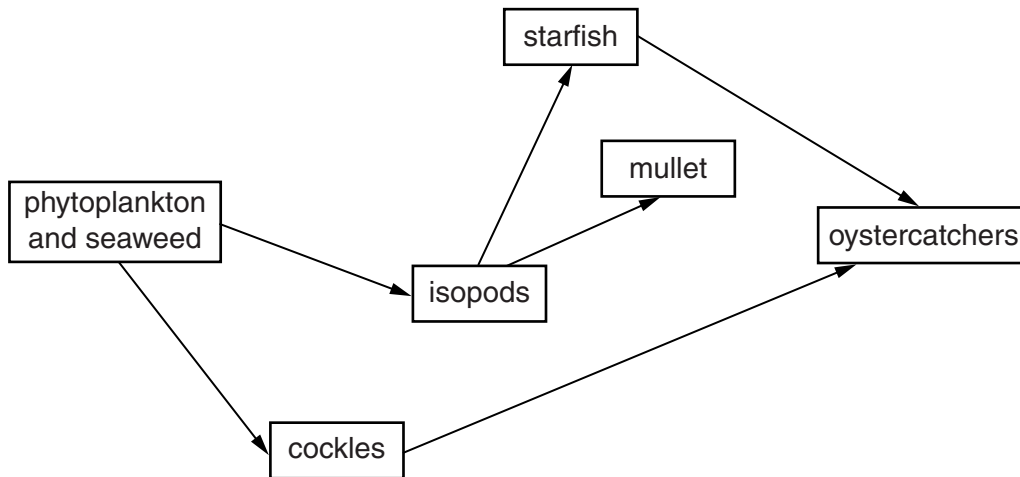 starfish
mullet
phytoplankton
and seaweed
oystercatchers
isopods
cockles